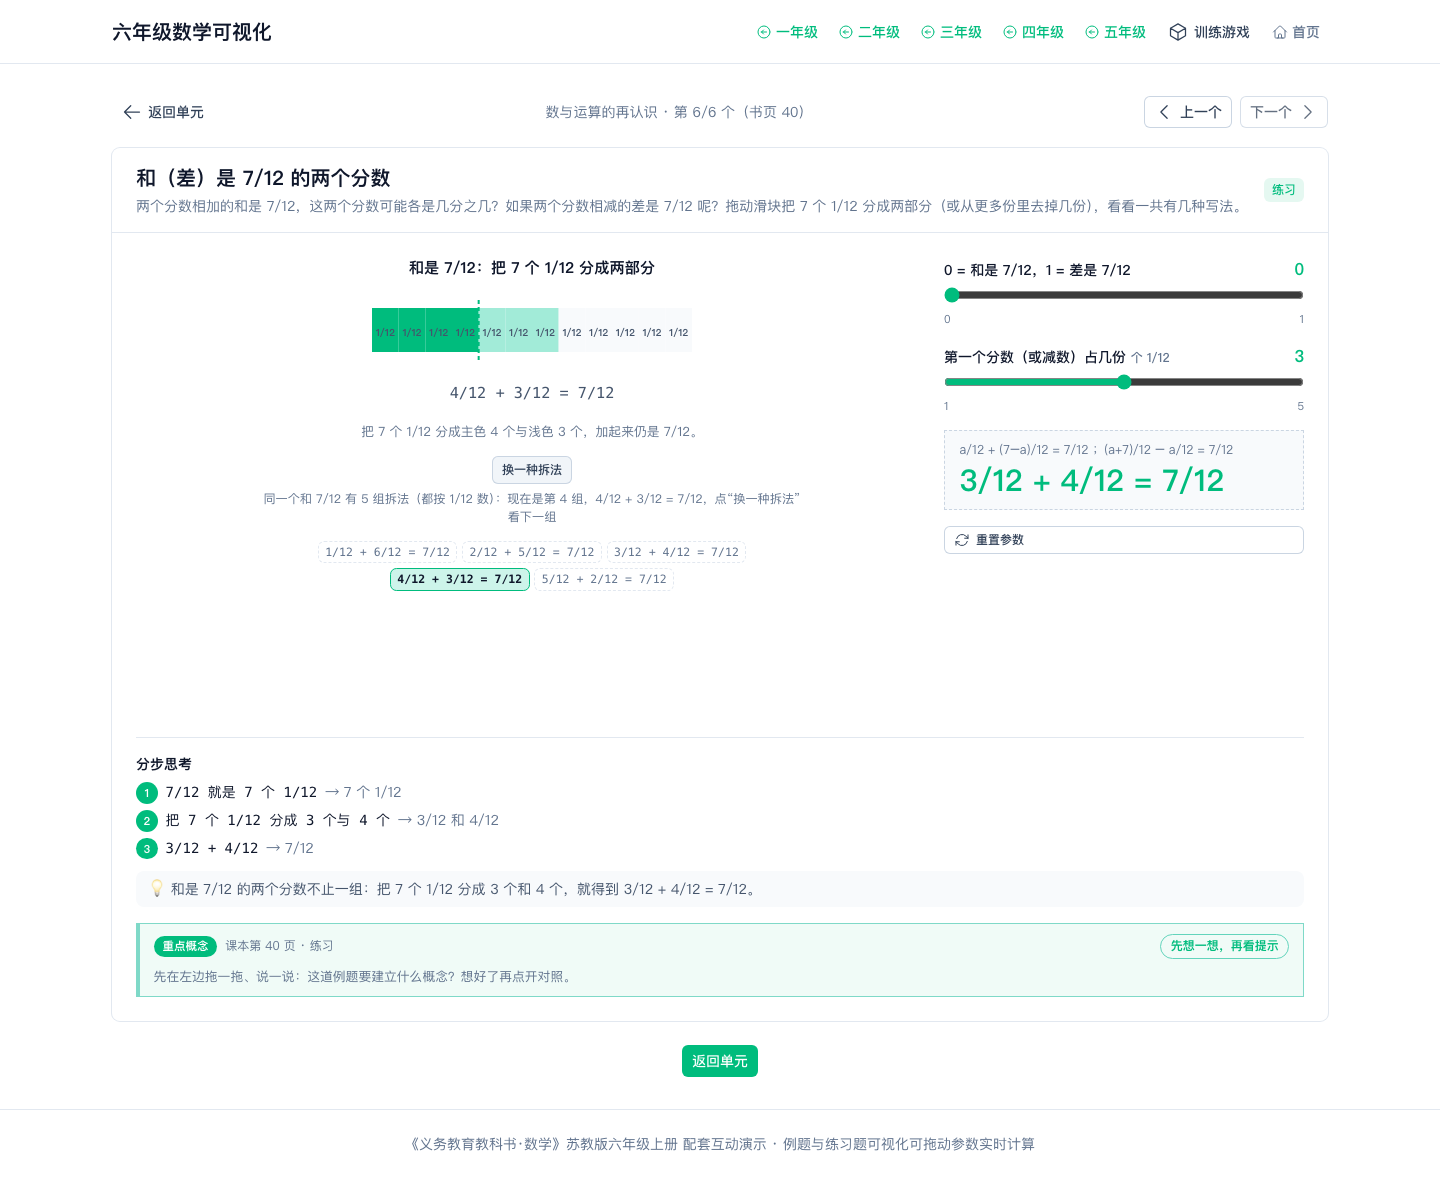 六年级数学可视化
一年级 二年级 三年级 四年级 五年级 训练游戏 首页
返回单元
数与运算的再认识 · 第 6/6 个（书页 40）
上一个
下一个
和（差）是 7/12 的两个分数
两个分数相加的和是 7/12，这两个分数可能各是几分之几？如果两个分数相减的差是 7/12 呢？拖动滑块把 7 个 1/12 分成两部分（或从更多份里去掉几份），看看一共有几种写法。
练习
和是 7/12：把 7 个 1/12 分成两部分
1/12 1/12 1/12 1/12 1/12 1/12 1/12 1/12 1/12 1/12 1/12 1/12
4/12 + 3/12 = 7/12
把 7 个 1/12 分成主色 4 个与浅色 3 个，加起来仍是 7/12。
换一种拆法
同一个和 7/12 有 5 组拆法（都按 1/12 数）：现在是第 4 组，4/12 + 3/12 = 7/12，点“换一种拆法”
看下一组
1/12 + 6/12 = 7/12 2/12 + 5/12 = 7/12 3/12 + 4/12 = 7/12
4/12 + 3/12 = 7/12 5/12 + 2/12 = 7/12
0 = 和是 7/12，1 = 差是 7/12 0
0 1
第一个分数（或减数）占几份 个 1/12 3
1 5
a/12 + (7−a)/12 = 7/12 ；(a+7)/12 − a/12 = 7/12
3/12 + 4/12 = 7/12
重置参数
分步思考
1 7/12 就是 7 个 1/12 → 7 个 1/12
2 把 7 个 1/12 分成 3 个与 4 个 → 3/12 和 4/12
3 3/12 + 4/12 → 7/12
💡 和是 7/12 的两个分数不止一组：把 7 个 1/12 分成 3 个和 4 个，就得到 3/12 + 4/12 = 7/12。
重点概念 课本第 40 页 · 练习
先想一想，再看提示
先在左边拖一拖、说一说：这道例题要建立什么概念？想好了再点开对照。
返回单元
《义务教育教科书·数学》苏教版六年级上册 配套互动演示 · 例题与练习题可视化可拖动参数实时计算